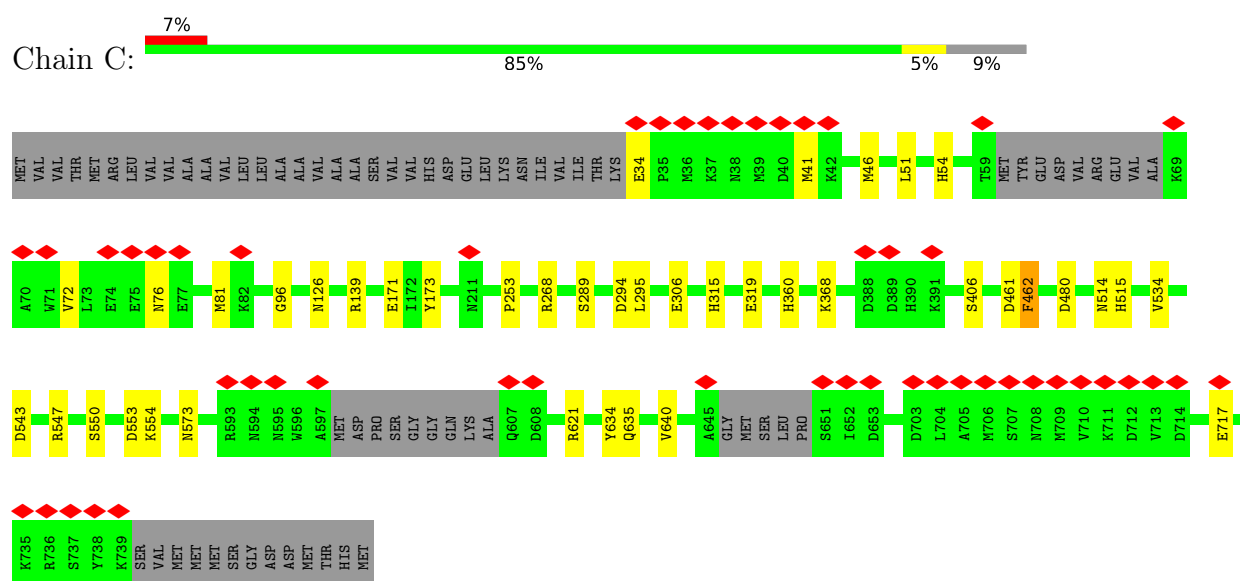 7%
Chain C:
85% 5% 9%
MET VAL VAL THR MET ARG LEU VAL VAL ALA ALA VAL LEU LEU ALA ALA VAL ALA ALA SER VAL VAL HIS ASP GLU LEU LYS ASN ILE VAL ILE THR LYS E34 P35 M36 K37 N38 M39 D40 M41 K42 M46 L51 H54 T59 MET TYR GLU ASP VAL ARG GLU VAL ALA K69
A70 W71 V72 L73 E74 E75 N76 E77 M81 K82 G96 N126 R139 E171 I172 Y173 N211 P253 R268 S289 D294 L295 E306 H315 E319 H360 K368 D388 D389 H390 K391 S406 D461 F462 D480 N514 H515 V534
D543 R547 S550 D553 K554 N573 R593 N594 N595 W596 A597 MET ASP PRO SER GLY GLY GLN LYS ALA Q607 D608 R621 Y634 Q635 V640 A645 GLY MET SER LEU PRO S651 I652 D653 D703 L704 A705 M706 S707 N708 M709 V710 K711 D712 V713 D714 E717
K735 R736 S737 Y738 K739 SER VAL MET MET MET SER GLY ASP ASP MET THR HIS MET